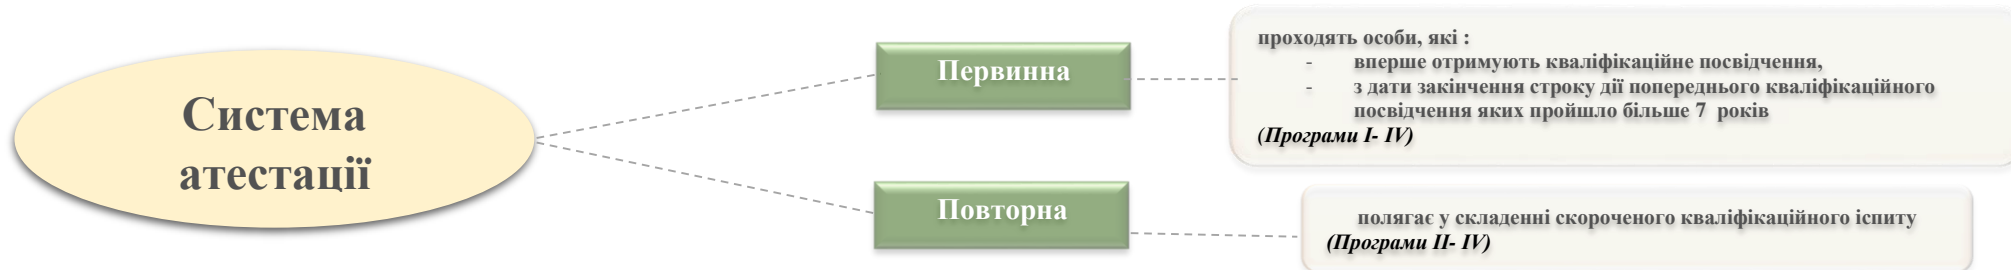 Система
атестації
Первинна
проходять особи, які :
- вперше отримують кваліфікаційне посвідчення,
- з дати закінчення строку дії попереднього кваліфікаційного
посвідчення яких пройшло більше 7 років
(Програми I- IV)
Повторна
полягає у складенні скороченого кваліфікаційного іспиту
(Програми II- IV)